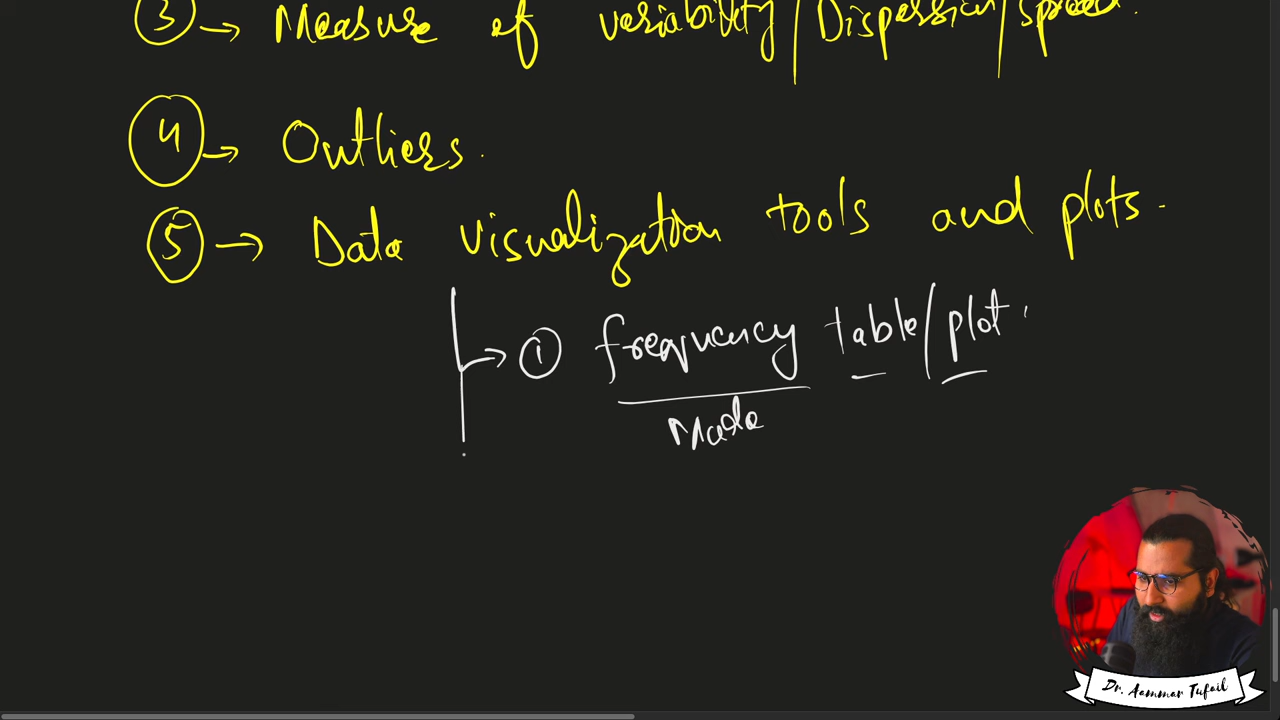 ③ → Measure of variability/Dispersion/spread.
④ → Outliers.
⑤ → Data visualization tools and plots.
→ ① frequency table/plot.
Mode
Dr. Aammar Tufail